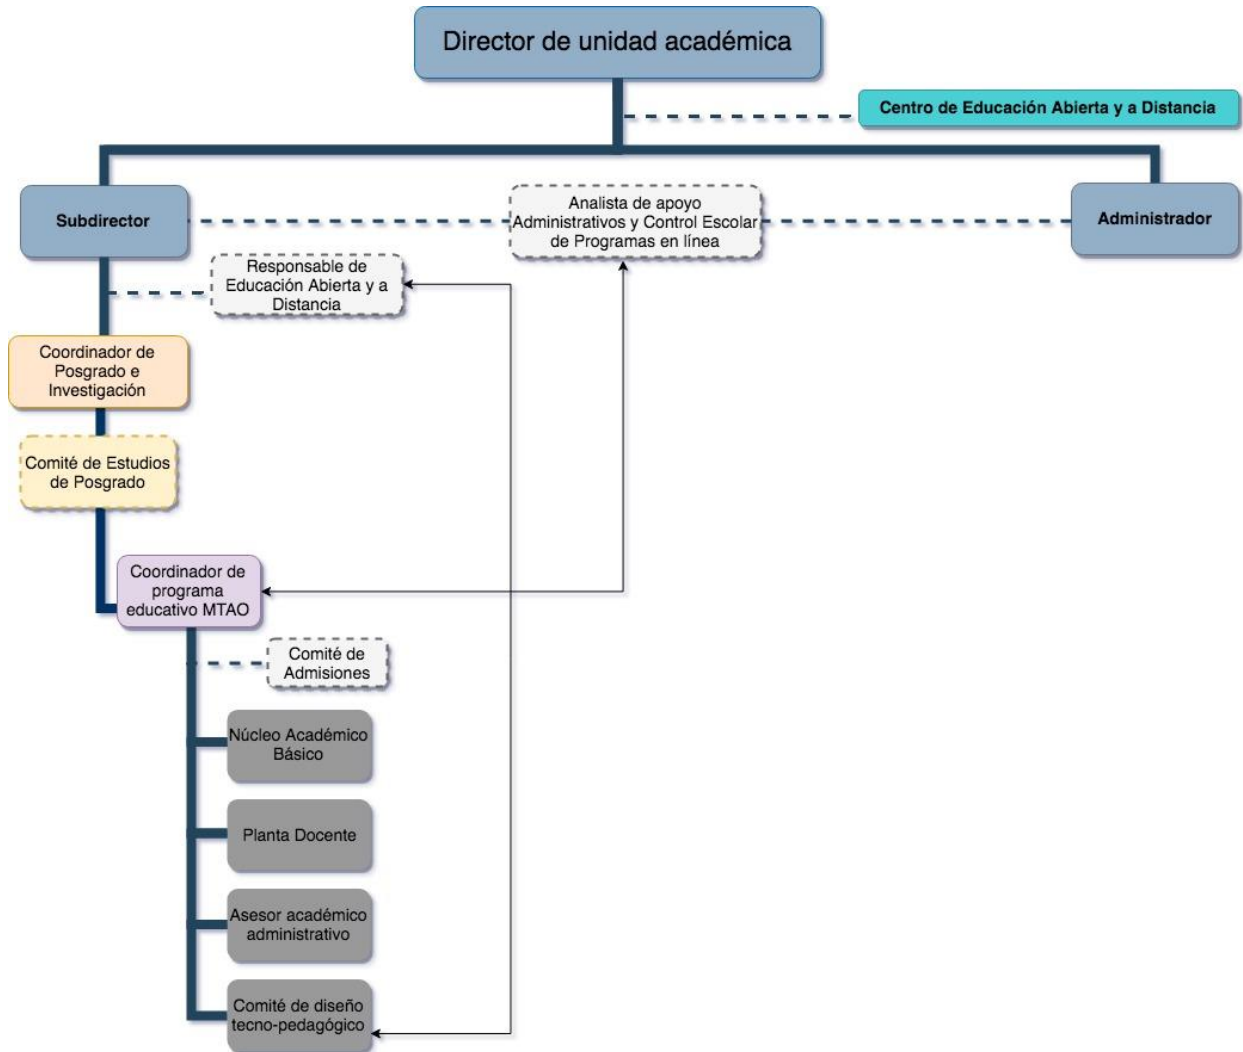 Director de unidad académica
Centro de Educación Abierta y a Distancia
Subdirector
Analista de apoyo
Administrativos y Control Escolar
de Programas en línea
Administrador
Responsable de
Educación Abierta y a
Distancia
Coordinador de
Posgrado e
Investigación
Comité de Estudios
de Posgrado
Coordinador de
programa
educativo MTAO
Comité de
Admisiones
Núcleo Académico
Básico
Planta Docente
Asesor académico
administrativo
Comité de diseño
tecno-pedagógico